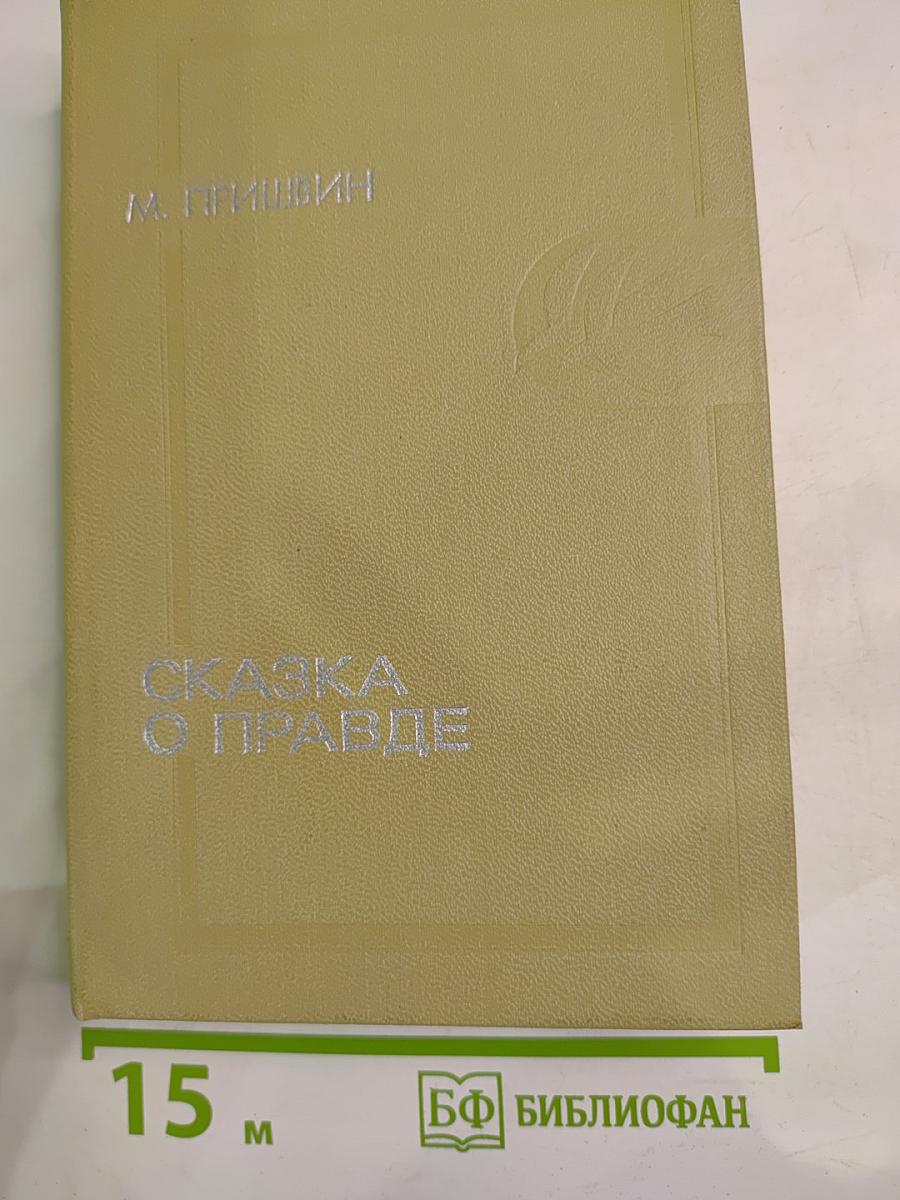 М. ПРИШВИН
СКАЗКА
О ПРАВДЕ
15 м
БФ БИБЛИОФАН